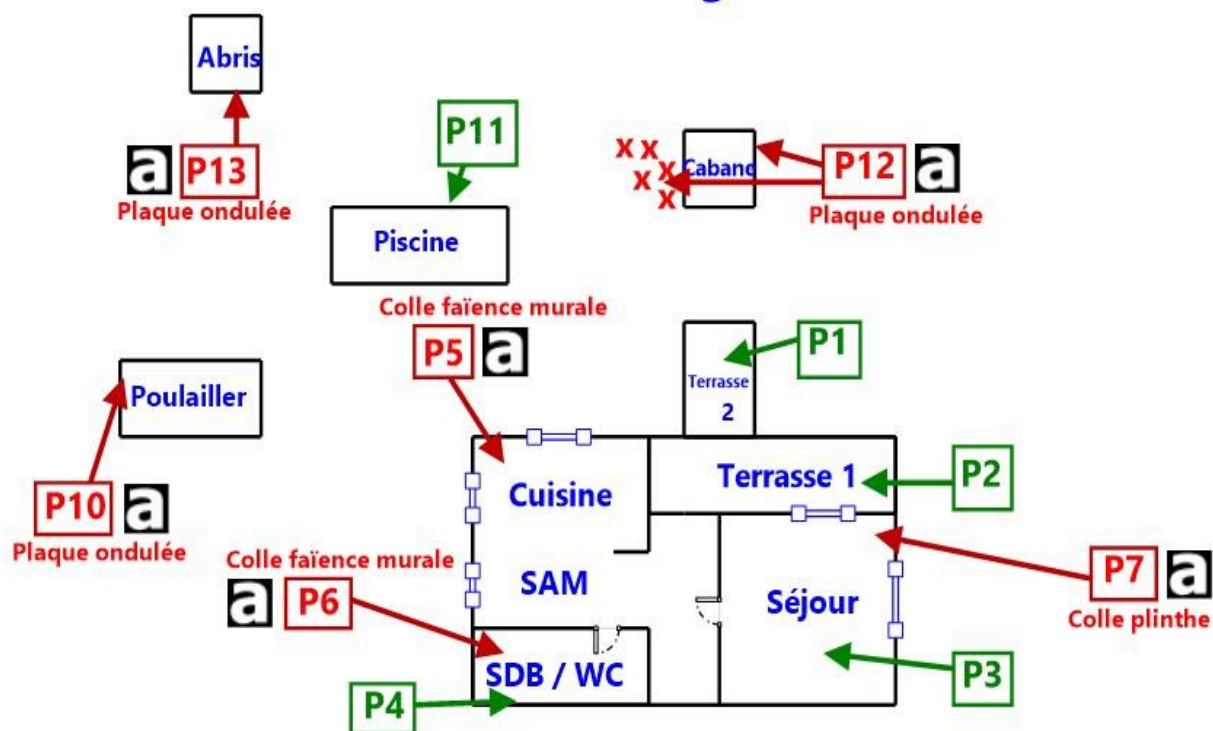 Abris
P11
a P13
Plaque ondulée
x x
x
x
x
P12 a
Plaque ondulée
Piscine
Colle faïence murale
P5 a
P1
Terrasse
2
Poulailler
Terrasse 1
P2
Cuisine
P10 a
Plaque ondulée
Colle faïence murale
a P6
SAM
Séjour
P7 a
Colle plinthe
SDB / WC
P3
P4